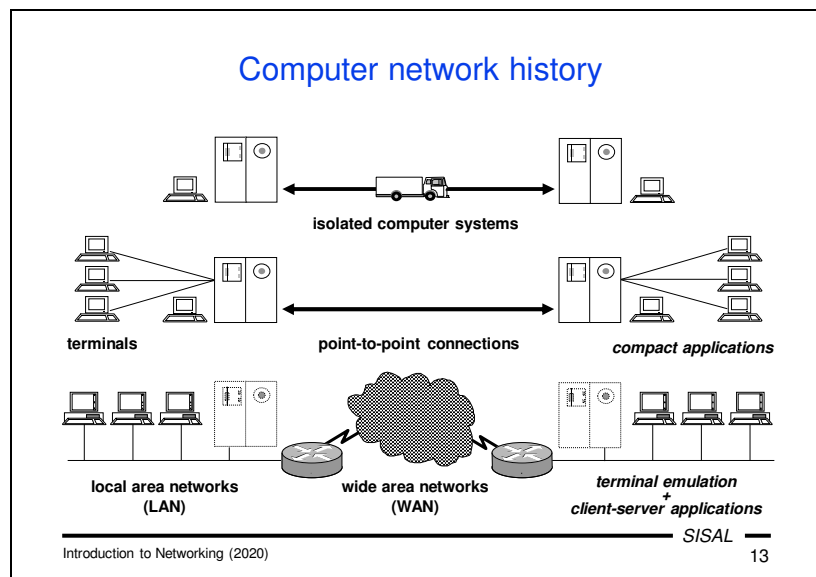 Computer network history
isolated computer systems
terminals
point-to-point connections
compact applications
local area networks
(LAN)
wide area networks
(WAN)
terminal emulation
+
client-server applications
SISAL
Introduction to Networking (2020)
13